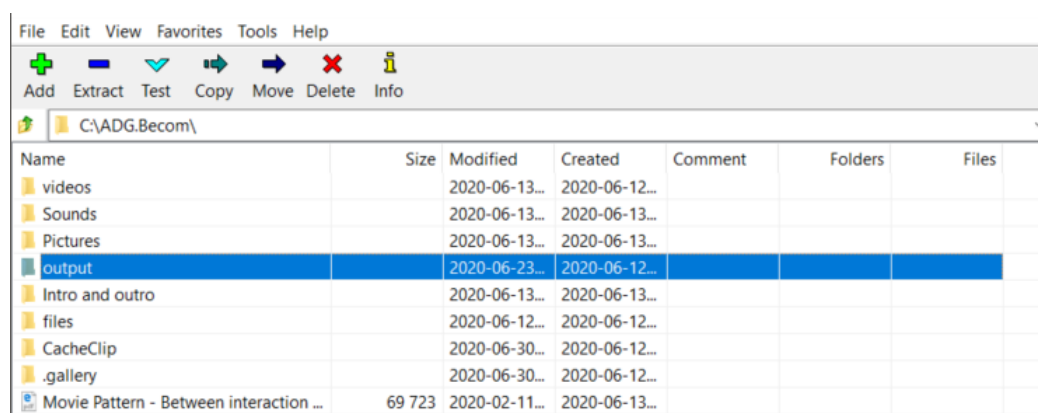 File Edit View Favorites Tools Help
Add Extract Test Copy Move Delete Info
C:\ADG.Becom\
Name Size Modified Created Comment Folders Files
videos 2020-06-13... 2020-06-12...
Sounds 2020-06-13... 2020-06-13...
Pictures 2020-06-13... 2020-06-13...
output 2020-06-23... 2020-06-12...
Intro and outro 2020-06-13... 2020-06-13...
files 2020-06-12... 2020-06-12...
CacheClip 2020-06-30... 2020-06-12...
.gallery 2020-06-30... 2020-06-12...
Movie Pattern - Between interaction ... 69 723 2020-02-11... 2020-06-13...